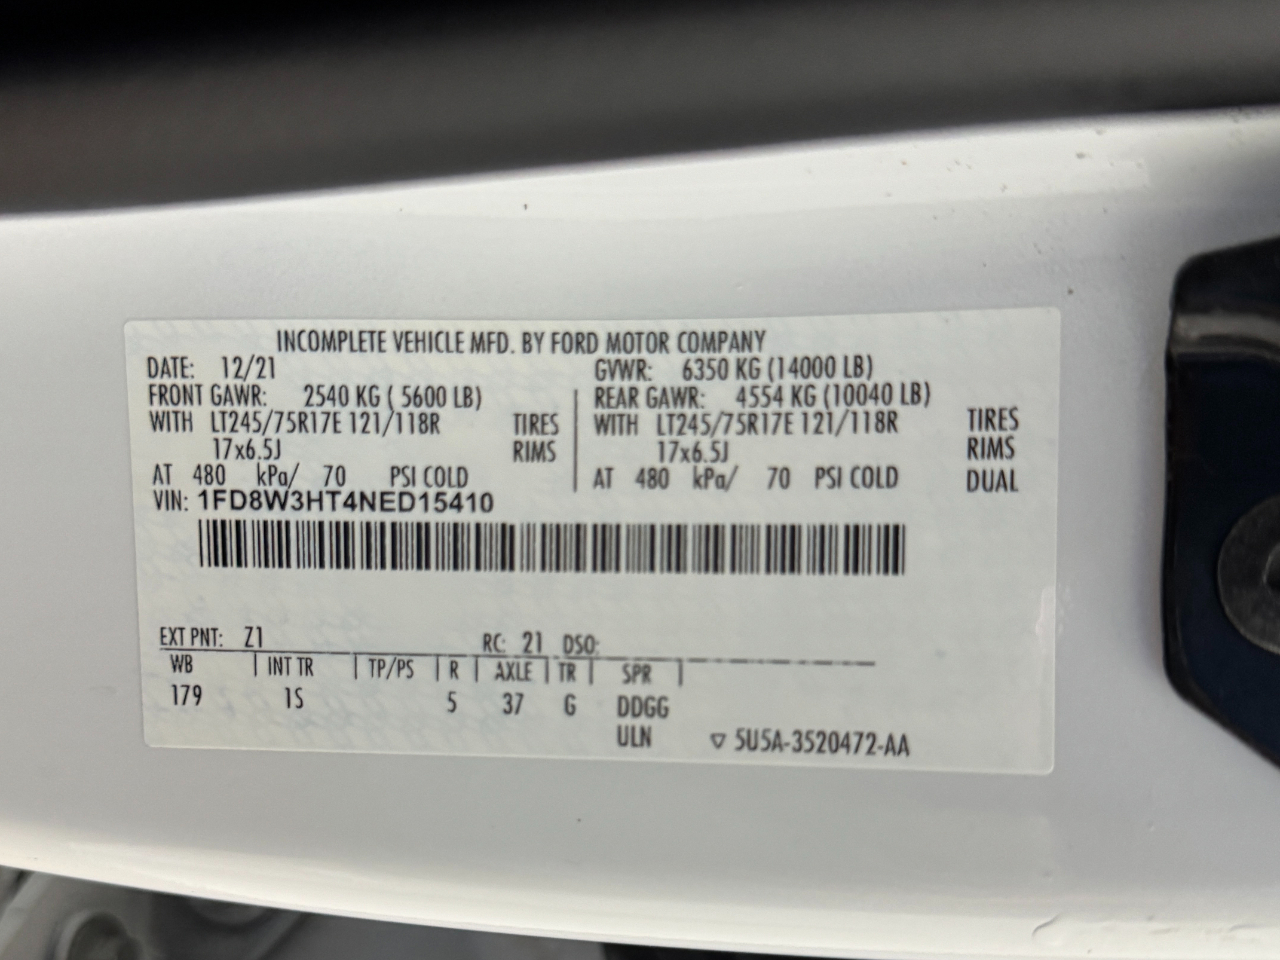 INCOMPLETE VEHICLE MFD. BY FORD MOTOR COMPANY
DATE: 12/21 GVWR: 6350 KG (14000 LB)
FRONT GAWR: 2540 KG ( 5600 LB) REAR GAWR: 4554 KG (10040 LB)
WITH LT245/75R17E 121/118R TIRES WITH LT245/75R17E 121/118R TIRES
17x6.5J RIMS 17x6.5J RIMS
AT 480 kPa/ 70 PSI COLD AT 480 kPa/ 70 PSI COLD DUAL
VIN: 1FD8W3HT4NED15410
EXT PNT: Z1 RC: 21 DSO:
WB INT TR TP/PS R AXLE TR SPR
179 1S 5 37 G DDGG
ULN ▽ 5U5A-3520472-AA